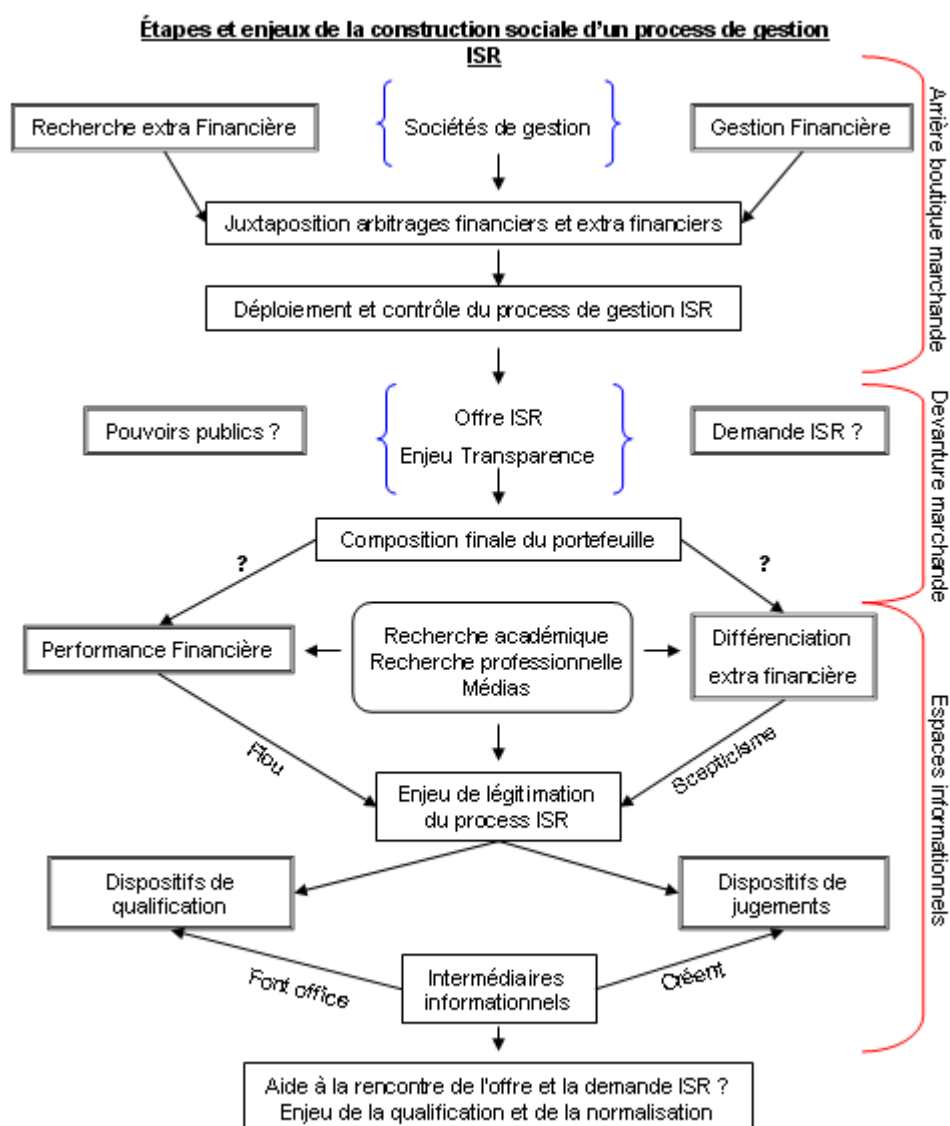 Étapes et enjeux de la construction sociale d'un process de gestion
ISR
Recherche extra Financière
Sociétés de gestion
Gestion Financière
Juxtaposition arbitrages financiers et extra financiers
Déploiement et contrôle du process de gestion ISR
Arrière boutique marchande
Pouvoirs publics ?
Offre ISR
Enjeu Transparence
Demande ISR ?
Composition finale du portefeuille
?
?
Devanture marchande
Performance Financière
Recherche académique
Recherche professionnelle
Médias
Différenciation
extra financière
Flou
Scepticisme
Enjeu de légitimation
du process ISR
Dispositifs de
qualification
Dispositifs de
jugements
Font office
Intermédiaires
informationnels
Créent
Espaces informationnels
Aide à la rencontre de l'offre et la demande ISR ?
Enjeu de la qualification et de la normalisation